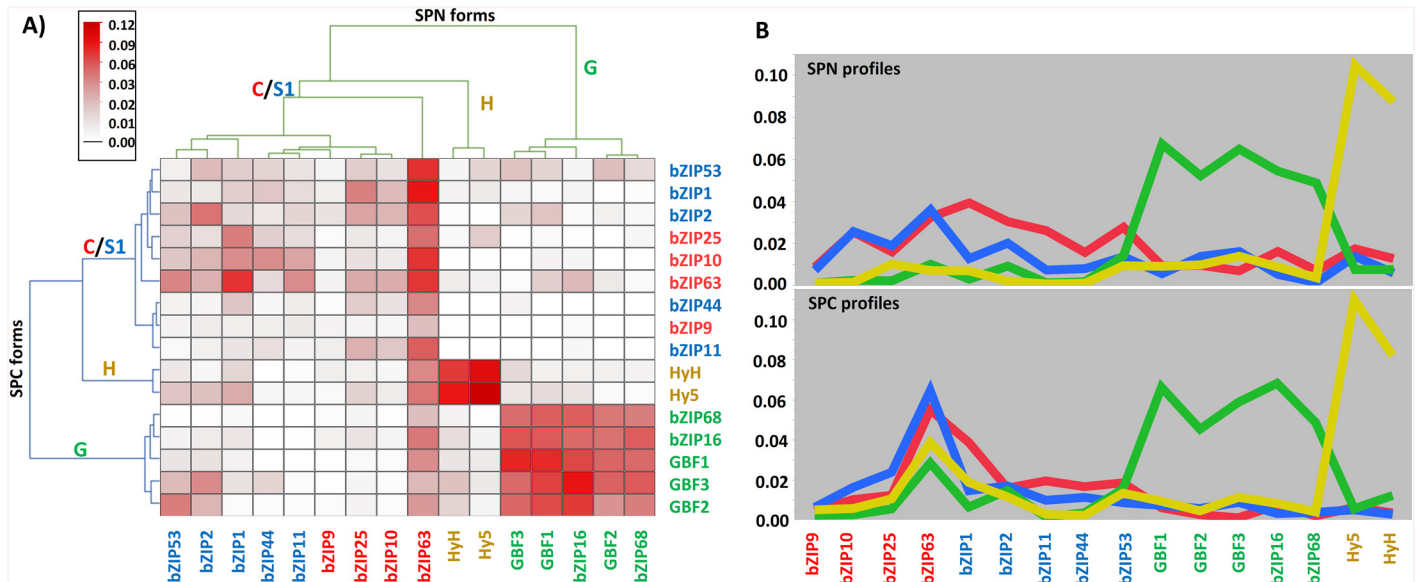 A)
SPN forms
0.12
0.09
0.06
0.03
0.02
0.01
0.00
C/S1
H
G
SPC forms
C/S1
H
G
bZIP53
bZIP1
bZIP2
bZIP25
bZIP10
bZIP63
bZIP44
bZIP9
bZIP11
HyH
Hy5
bZIP68
bZIP16
GBF1
GBF3
GBF2
bZIP53
bZIP2
bZIP1
bZIP44
bZIP11
bZIP9
bZIP25
bZIP10
bZIP63
HyH
Hy5
GBF3
GBF1
bZIP16
GBF2
bZIP68
B
SPN profiles
0.10
0.08
0.06
0.04
0.02
0.00
SPC profiles
0.10
0.08
0.06
0.04
0.02
0.00
bZIP9
bZIP10
bZIP25
bZIP63
bZIP1
bZIP2
bZIP11
bZIP44
bZIP53
GBF1
GBF2
GBF3
bZIP16
bZIP68
Hy5
HyH